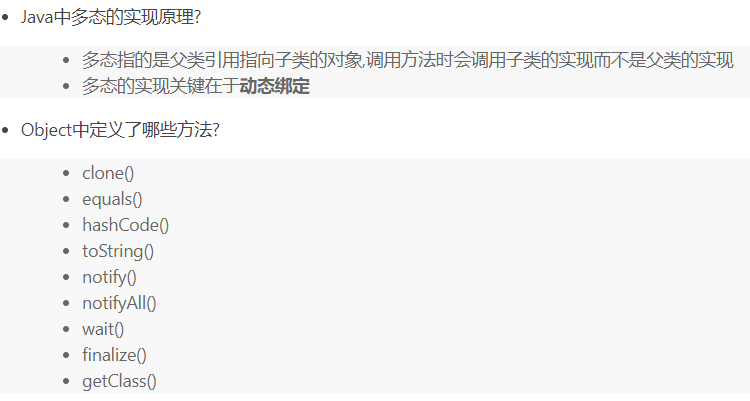 Java中多态的实现原理?
多态指的是父类引用指向子类的对象,调用方法时会调用子类的实现而不是父类的实现
多态的实现关键在于动态绑定
Object中定义了哪些方法?
clone()
equals()
hashCode()
toString()
notify()
notifyAll()
wait()
finalize()
getClass()